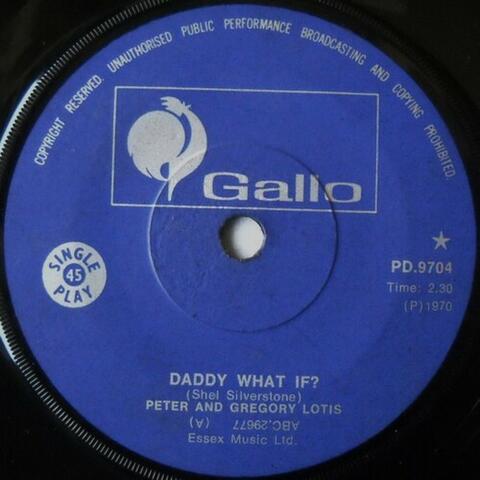 COPYRIGHT RESERVED. UNAUTHORISED PUBLIC PERFORMANCE BROADCASTING AND COPYING PROHIBITED.
Gallo
SINGLE
45
PLAY
PD.9704
Time: 2.30
(P)1970
DADDY WHAT IF?
(Shel Silverstone)
PETER AND GREGORY LOTIS
ABC.29677 (A)
Essex Music Ltd.